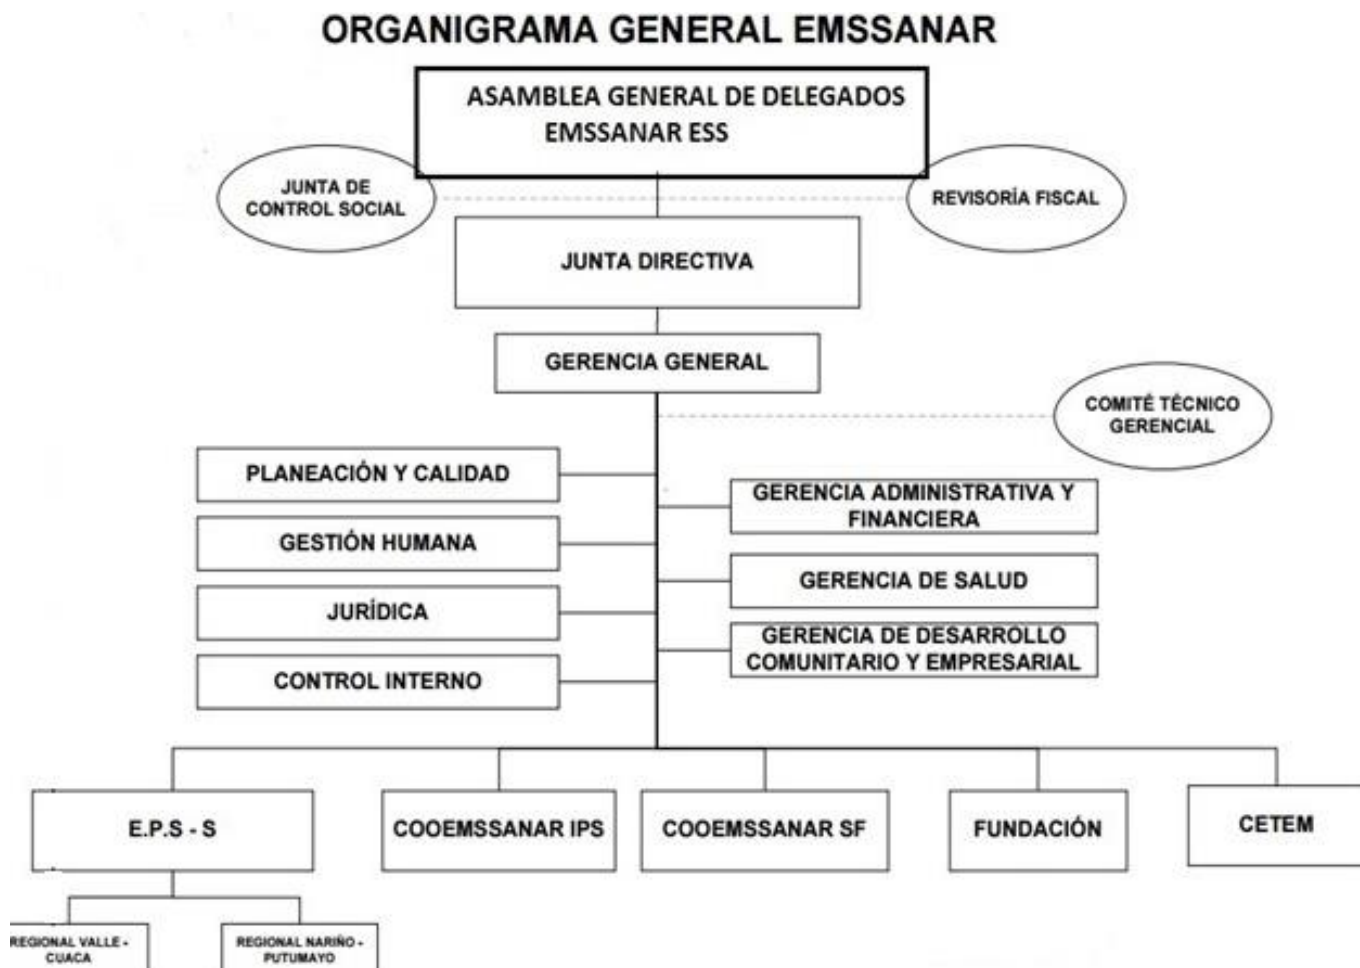 ORGANIGRAMA GENERAL EMSSANAR
ASAMBLEA GENERAL DE DELEGADOS
EMSSANAR ESS
JUNTA DE
CONTROL SOCIAL
REVISORÍA FISCAL
JUNTA DIRECTIVA
GERENCIA GENERAL
COMITÉ TÉCNICO
GERENCIAL
PLANEACIÓN Y CALIDAD
GESTIÓN HUMANA
JURÍDICA
CONTROL INTERNO
GERENCIA ADMINISTRATIVA Y
FINANCIERA
GERENCIA DE SALUD
GERENCIA DE DESARROLLO
COMUNITARIO Y EMPRESARIAL
E.P.S - S
COOEMSSANAR IPS
COOEMSSANAR SF
FUNDACIÓN
CETEM
REGIONAL VALLE -
CUACA
REGIONAL NARIÑO -
PUTUMAYO